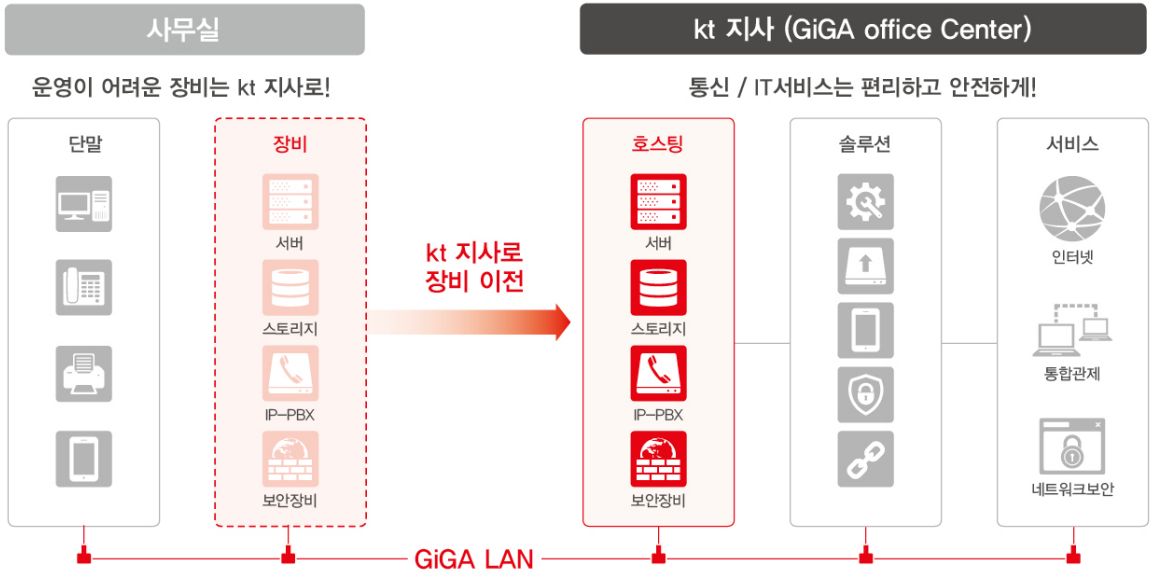 사무실
kt 지사 (GiGA office Center)
운영이 어려운 장비는 kt 지사로!
통신 / IT서비스는 편리하고 안전하게!
단말
장비
서버
스토리지
IP-PBX
보안장비
kt 지사로
장비 이전
호스팅
서버
스토리지
IP-PBX
보안장비
솔루션
서비스
인터넷
통합관제
네트워크보안
GiGA LAN